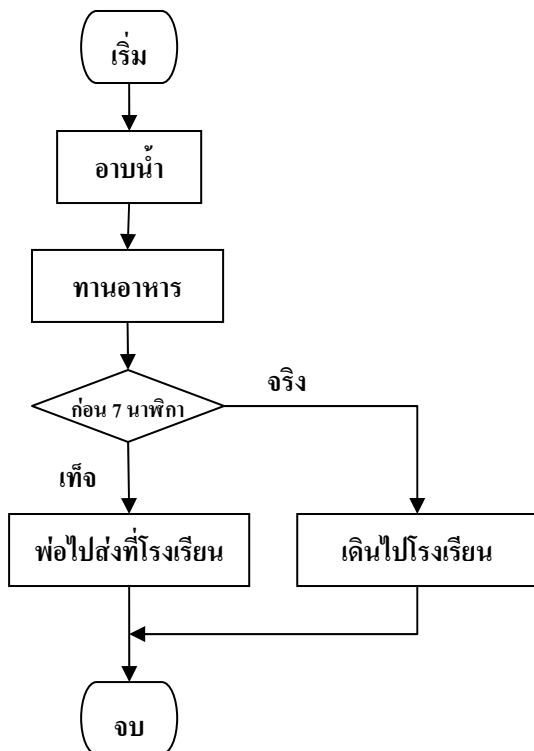 เริ่ม
อาบน้ำ
ทานอาหาร
ก่อน 7 นาฬิกา
จริง
เท็จ
พ่อไปส่งที่โรงเรียน
เดินไปโรงเรียน
จบ